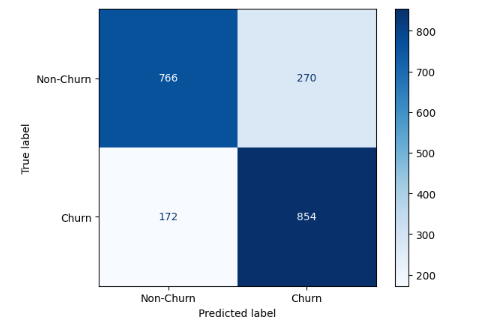 Non-Churn 766 270
Churn 172 854
Non-Churn Churn
Predicted label
True label
800
700
600
500
400
300
200